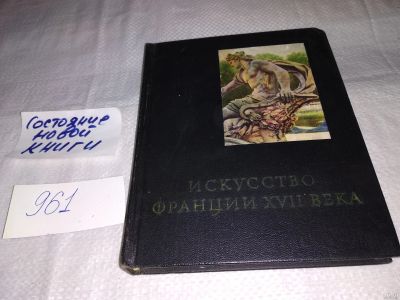 Состояние
новой
книги
961
ИСКУССТВО
ФРАНЦИИ XVII ВЕКА